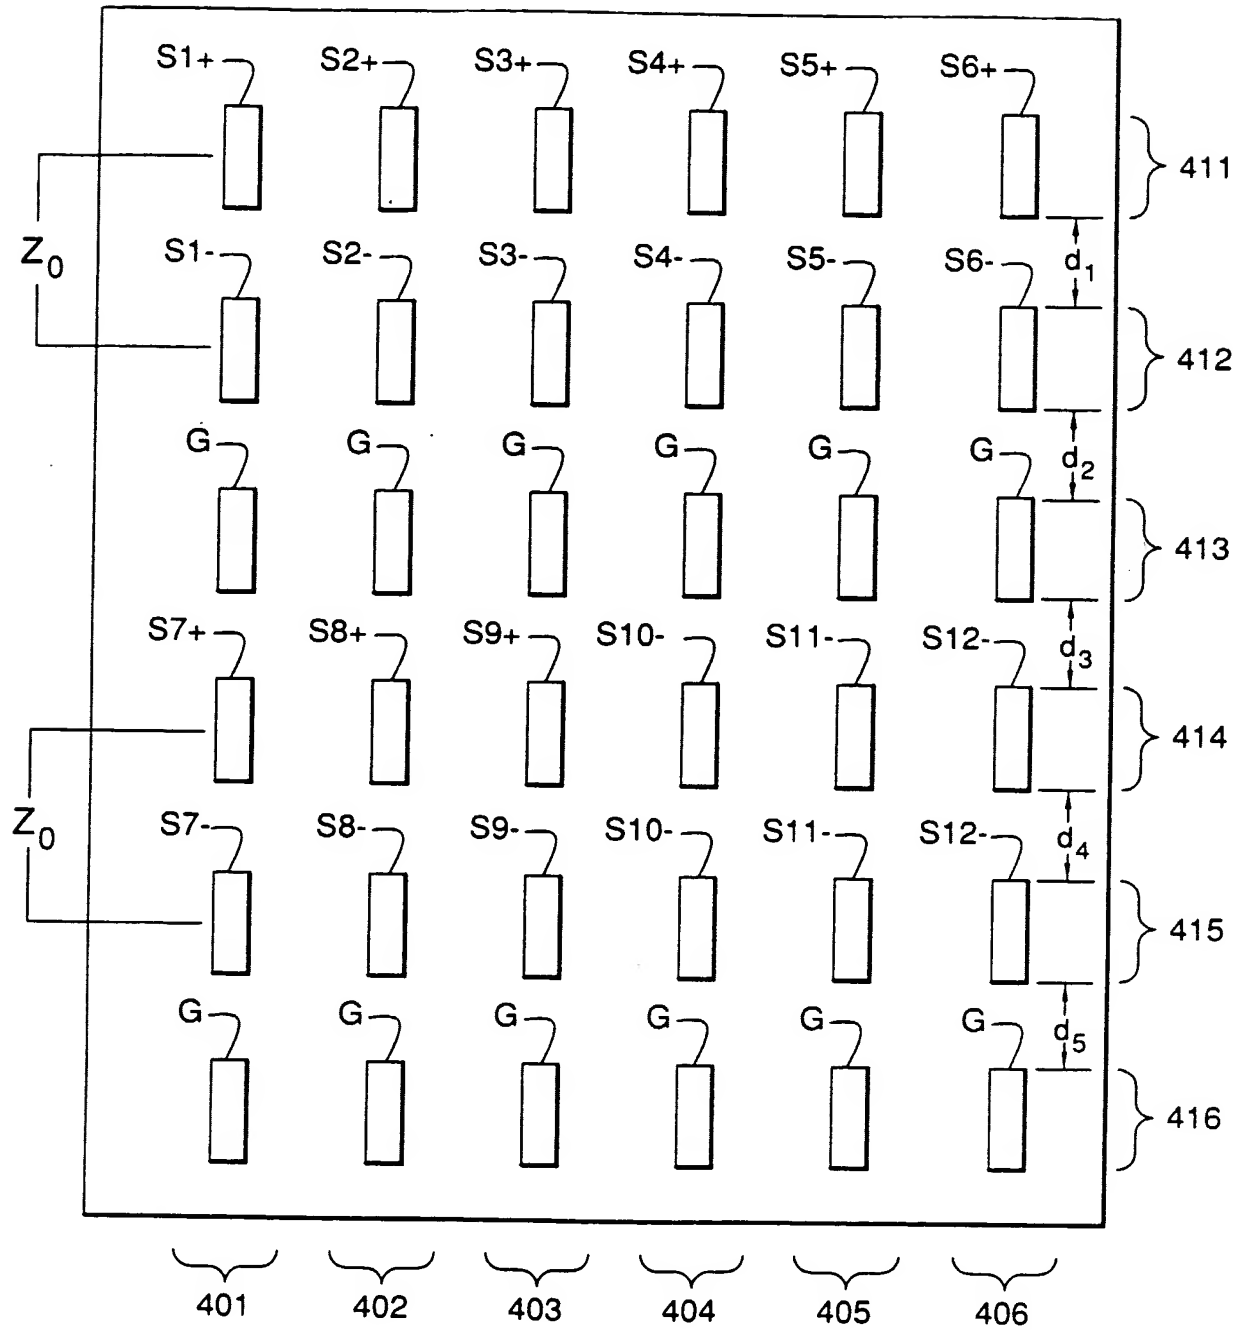 S1+ S2+ S3+ S4+ S5+ S6+
411
Z0
S1- S2- S3- S4- S5- S6-
d1
412
G G G G G G
d2
413
S7+ S8+ S9+ S10- S11- S12-
d3
414
Z0
S7- S8- S9- S10- S11- S12-
d4
415
G G G G G G
d5
416
401 402 403 404 405 406